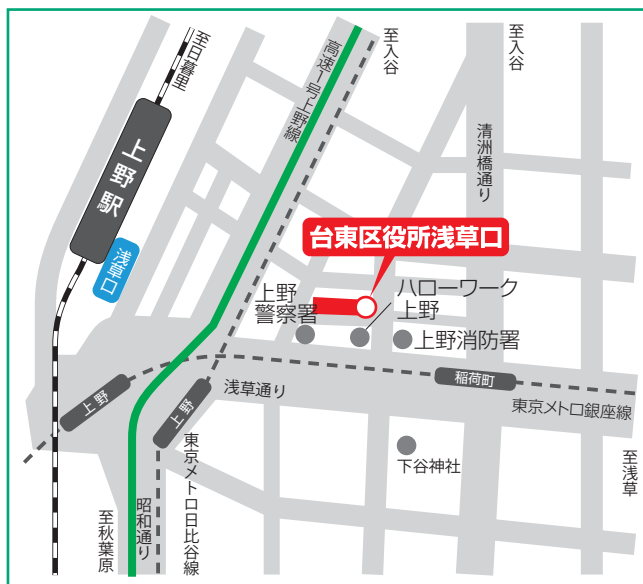 至日暮里
上野駅
浅草口
高速1号上野線
至入谷
至入谷
清洲橋通り
台東区役所浅草口
上野
警察署
ハローワーク
上野
上野消防署
稲荷町
浅草通り
東京メトロ銀座線
上野
上野
下谷神社
至浅草
至秋葉原
昭和通り
東京メトロ日比谷線